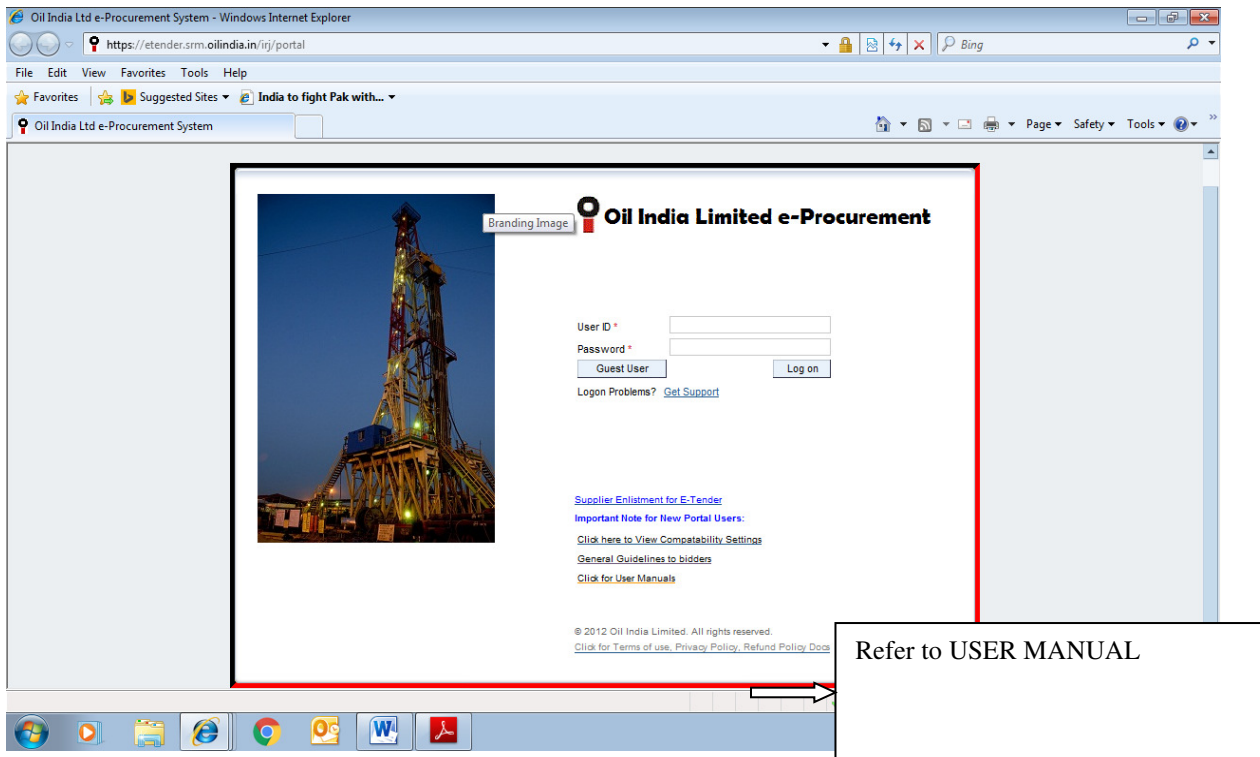 Oil India Ltd e-Procurement System - Windows Internet Explorer
https://etender.srm.oilindia.in/irj/portal
Bing
File Edit View Favorites Tools Help
Favorites Suggested Sites India to fight Pak with...
Oil India Ltd e-Procurement System
Page Safety Tools
Branding Image
Oil India Limited e-Procurement
User ID *
Password *
Guest User Log on
Logon Problems? Get Support
Supplier Enlistment for E-Tender
Important Note for New Portal Users:
Click here to View Compatability Settings
General Guidelines to bidders
Click for User Manuals
© 2012 Oil India Limited. All rights reserved.
Click for Terms of use, Privacy Policy, Refund Policy Docs
Refer to USER MANUAL